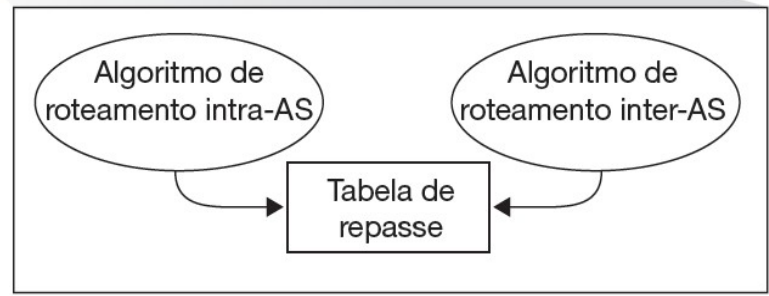 Algoritmo de
roteamento intra-AS
Algoritmo de
roteamento inter-AS
Tabela de
repasse